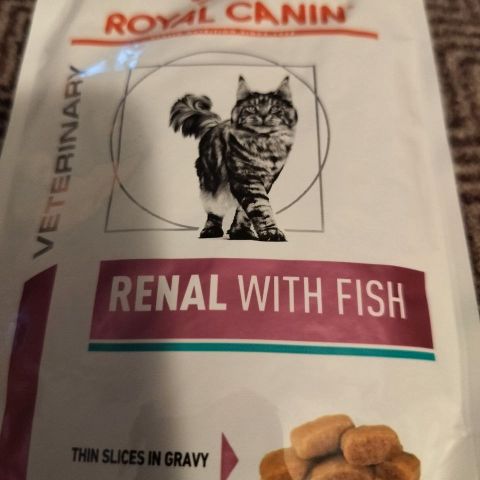 ROYAL CANIN
VETERINARY
RENAL WITH FISH
THIN SLICES IN GRAVY